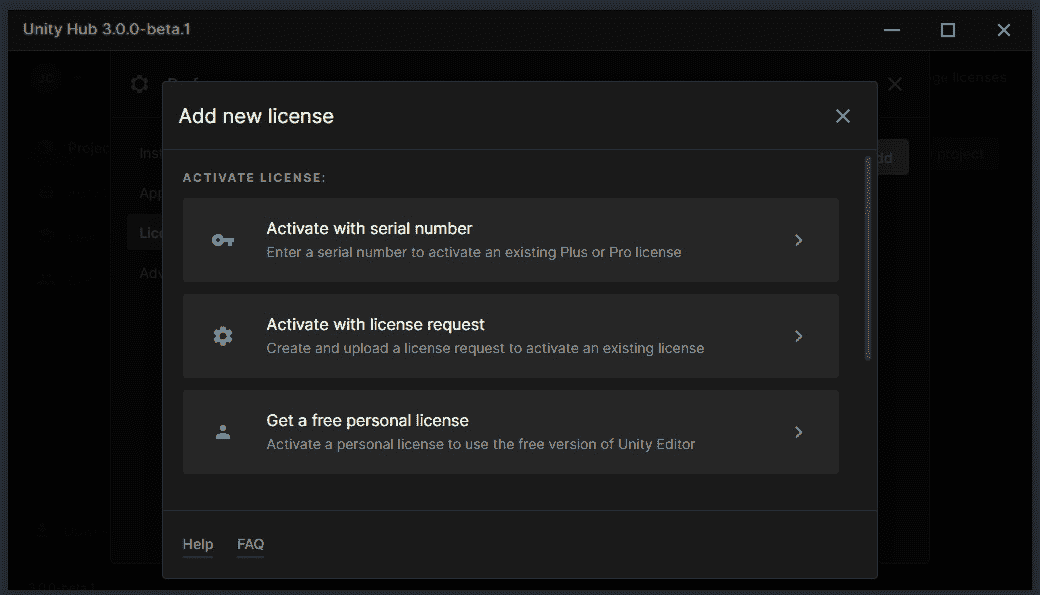 Unity Hub 3.0.0-beta.1
Add new license
ACTIVATE LICENSE:
Activate with serial number
Enter a serial number to activate an existing Plus or Pro license
Activate with license request
Create and upload a license request to activate an existing license
Get a free personal license
Activate a personal license to use the free version of Unity Editor
Help
FAQ